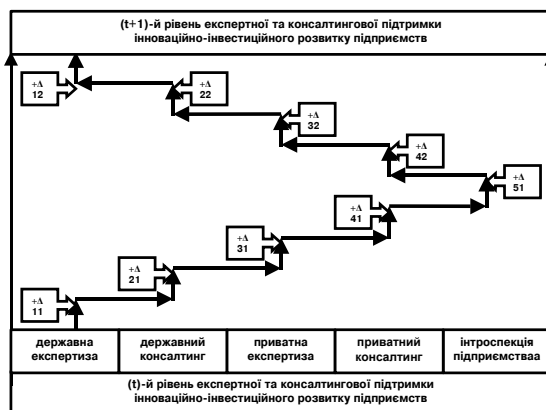 (t+1)-й рівень експертної та консалтингової підтримки
інноваційно-інвестиційного розвитку підприємств
+Δ
12
+Δ
22
+Δ
32
+Δ
42
+Δ
51
+Δ
41
+Δ
31
+Δ
21
+Δ
11
державна
експертиза
державний
консалтинг
приватна
експертиза
приватний
консалтинг
інтроспекція
підприємстваа
(t)-й рівень експертної та консалтингової підтримки
інноваційно-інвестиційного розвитку підприємств